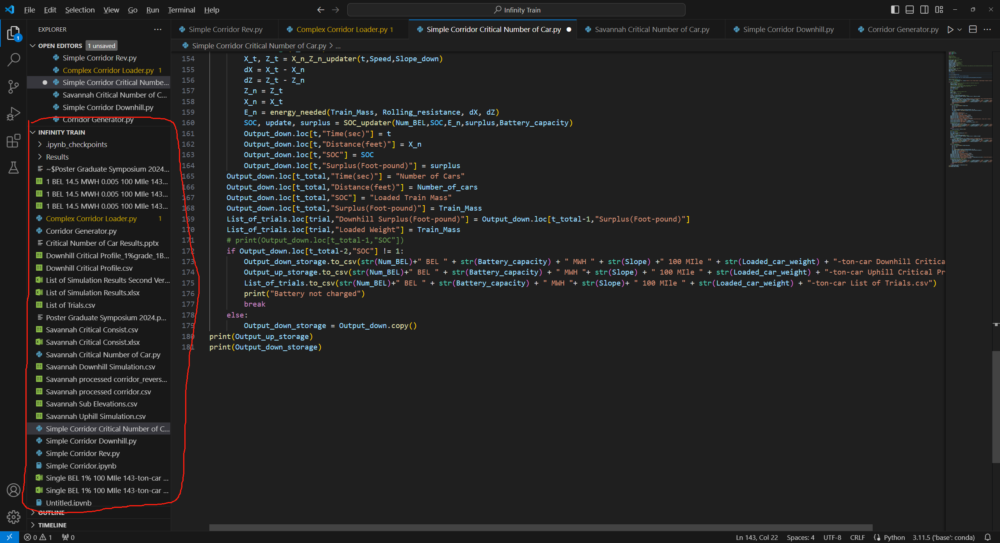 File Edit Selection View Go Run Terminal Help
Infinity Train
EXPLORER
OPEN EDITORS 1 unsaved
Simple Corridor Rev.py
Complex Corridor Loader.py 1
Simple Corridor Critical Numbe...
Savannah Critical Number of C...
Simple Corridor Downhill.py
Corridor Generator.py
INFINITY TRAIN
.ipynb_checkpoints
Results
~$Poster Graduate Symposium 2024...
1 BEL 14.5 MWH 0.005 100 MIle 143...
1 BEL 14.5 MWH 0.005 100 MIle 143...
1 BEL 14.5 MWH 0.005 100 MIle 143...
Complex Corridor Loader.py 1
Corridor Generator.py
Critical Number of Car Results.pptx
Downhill Critical Profile_1%grade_1B...
Downhill Critical Profile.csv
List of Simulation Results Second Ver...
List of Simulation Results.xlsx
List of Trials.csv
Poster Graduate Symposium 2024.p...
Savannah Critical Consist.csv
Savannah Critical Consist.xlsx
Savannah Critical Number of Car.py
Savannah Downhill Simulation.csv
Savannah processed corridor_revers...
Savannah processed corridor.csv
Savannah Sub Elevations.csv
Savannah Uphill Simulation.csv
Simple Corridor Critical Number of C...
Simple Corridor Downhill.py
Simple Corridor Rev.py
Simple Corridor.ipynb
Single BEL 1% 100 MIle 143-ton-car ...
Single BEL 1% 100 MIle 143-ton-car ...
Untitled.ipynb
OUTLINE
TIMELINE
Simple Corridor Rev.py Complex Corridor Loader.py 1 Simple Corridor Critical Number of Car.py Savannah Critical Number of Car.py Simple Corridor Downhill.py Corridor Generator.py
Simple Corridor Critical Number of Car.py > ...
154 X_t, Z_t = X_n_Z_n_updater(t,Speed,Slope_down)
155 dX = X_t - X_n
156 dZ = Z_t - Z_n
157 Z_n = Z_t
158 X_n = X_t
159 E_n = energy_needed(Train_Mass, Rolling_resistance, dX, dZ)
160 SOC, update, surplus = SOC_updater(Num_BEL,SOC,E_n,surplus,Battery_capacity)
161 Output_down.loc[t,"Time(sec)"] = t
162 Output_down.loc[t,"Distance(feet)"] = X_n
163 Output_down.loc[t,"SOC"] = SOC
164 Output_down.loc[t,"Surplus(Foot-pound)"] = surplus
165 Output_down.loc[t_total,"Time(sec)"] = "Number of Cars"
166 Output_down.loc[t_total,"Distance(feet)"] = Number_of_cars
167 Output_down.loc[t_total,"SOC"] = "Loaded Train Mass"
168 Output_down.loc[t_total,"Surplus(Foot-pound)"] = Train_Mass
169 List_of_trials.loc[trial,"Downhill Surplus(Foot-pound)"] = Output_down.loc[t_total-1,"Surplus(Foot-pound)"]
170 List_of_trials.loc[trial,"Loaded Weight"] = Train_Mass
171 # print(Output_down.loc[t_total-1,"SOC"])
172 if Output_down.loc[t_total-2,"SOC"] != 1:
173 Output_down_storage.to_csv(str(Num_BEL)+" BEL " + str(Battery_capacity) + " MWH " + str(Slope) +" 100 MIle " + str(Loaded_car_weight) + "-ton-car Downhill Critica
174 Output_up_storage.to_csv(str(Num_BEL)+" BEL " + str(Battery_capacity) + " MWH "+ str(Slope) + " 100 MIle " + str(Loaded_car_weight) + "-ton-car Uphill Critical Pr
175 List_of_trials.to_csv(str(Num_BEL)+" BEL " + str(Battery_capacity) + " MWH "+ str(Slope)+ " 100 MIle " + str(Loaded_car_weight) + "-ton-car List of Trials.csv")
176 print("Battery not charged")
177 break
178 else:
179 Output_down_storage = Output_down.copy()
180 print(Output_up_storage)
181 print(Output_down_storage)
0 1 0 Ln 143, Col 22 Spaces: 4 UTF-8 CRLF Python 3.11.5 ('base': conda)